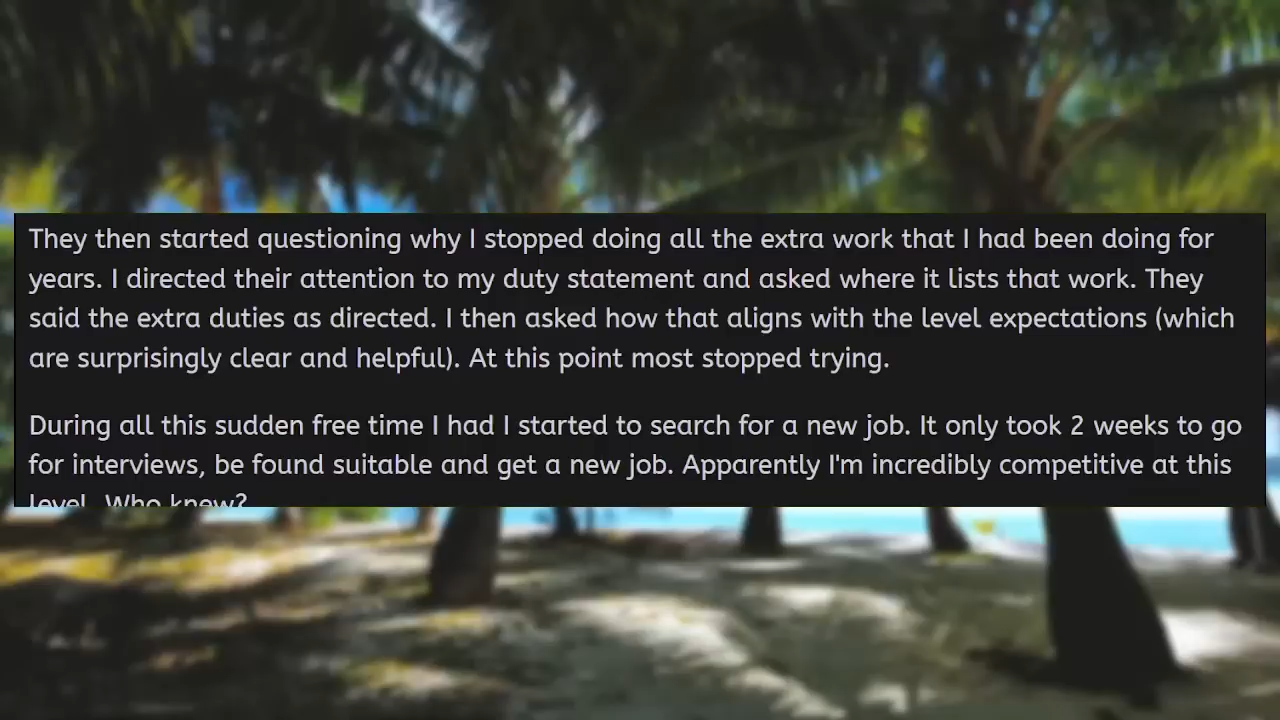 They then started questioning why I stopped doing all the extra work that I had been doing for
years. I directed their attention to my duty statement and asked where it lists that work. They
said the extra duties as directed. I then asked how that aligns with the level expectations (which
are surprisingly clear and helpful). At this point most stopped trying.
During all this sudden free time I had I started to search for a new job. It only took 2 weeks to go
for interviews, be found suitable and get a new job. Apparently I'm incredibly competitive at this
level. Who knew?